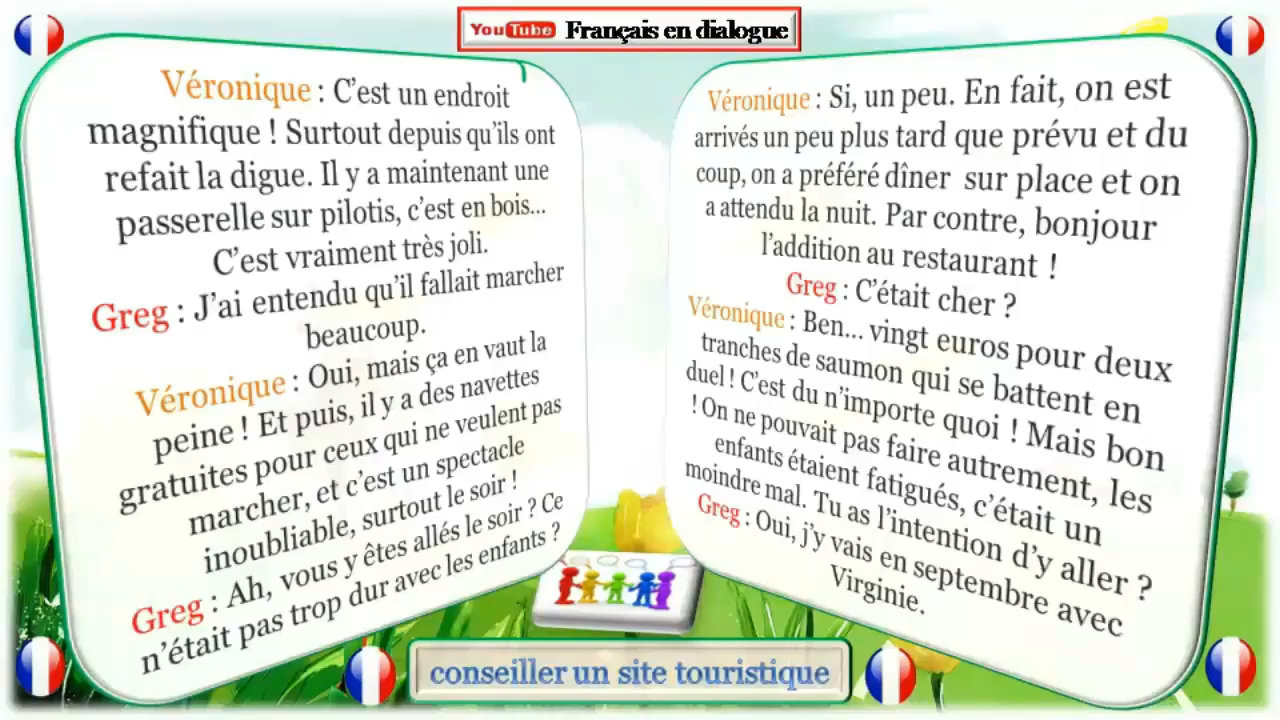 YouTube Français en dialogue
Véronique : C'est un endroit
magnifique ! Surtout depuis qu'ils ont
refait la digue. Il y a maintenant une
passerelle sur pilotis, c'est en bois...
C'est vraiment très joli.
Greg : J'ai entendu qu'il fallait marcher
beaucoup.
Véronique : Oui, mais ça en vaut la
peine ! Et puis, il y a des navettes
gratuites pour ceux qui ne veulent pas
marcher, et c'est un spectacle
inoubliable, surtout le soir !
Greg : Ah, vous y êtes allés le soir ? Ce
n'était pas trop dur avec les enfants ?
Véronique : Si, un peu. En fait, on est
arrivés un peu plus tard que prévu et du
coup, on a préféré dîner sur place et on
a attendu la nuit. Par contre, bonjour
l'addition au restaurant !
Greg : C'était cher ?
Véronique : Ben... vingt euros pour deux
tranches de saumon qui se battent en
duel ! C'est du n'importe quoi ! Mais bon
! On ne pouvait pas faire autrement, les
enfants étaient fatigués, c'était un
moindre mal. Tu as l'intention d'y aller ?
Greg : Oui, j'y vais en septembre avec
Virginie.
conseiller un site touristique